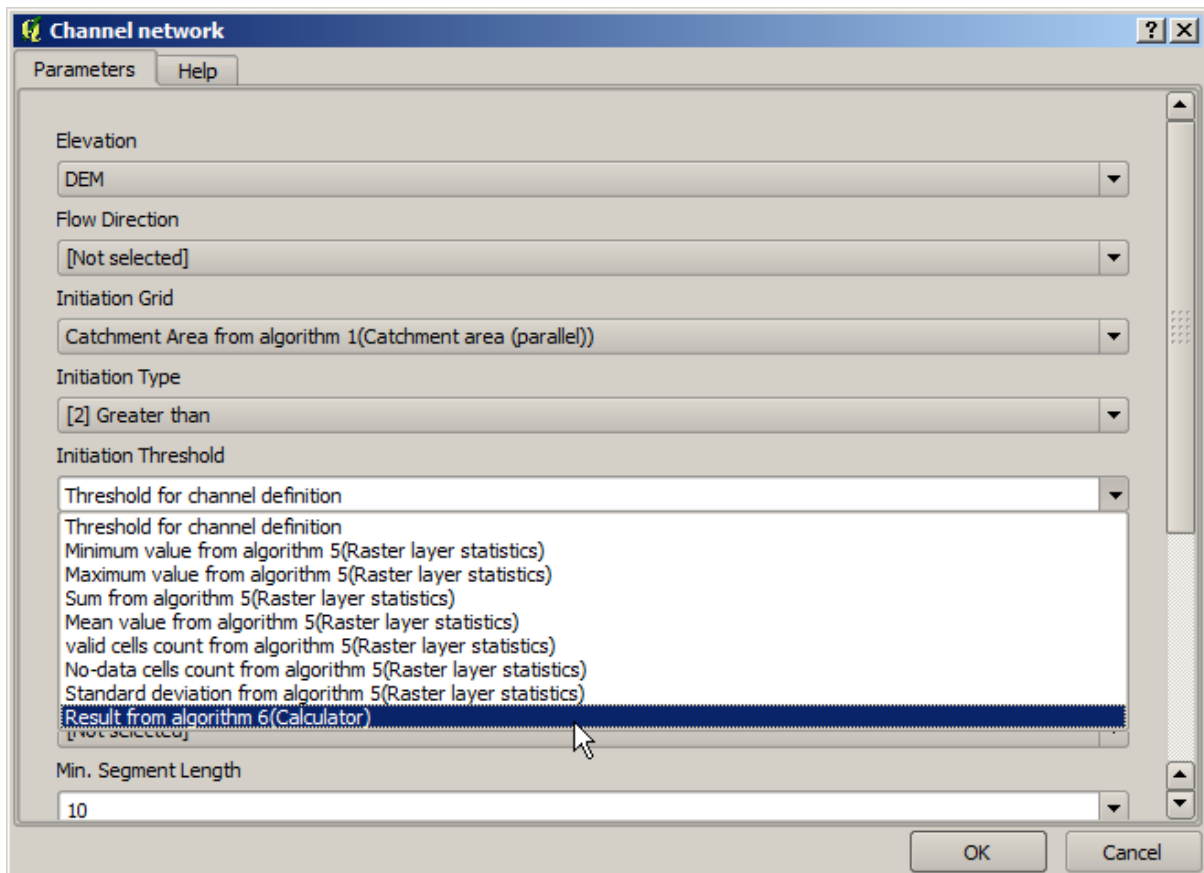 Channel network
Parameters Help
Elevation
DEM
Flow Direction
[Not selected]
Initiation Grid
Catchment Area from algorithm 1(Catchment area (parallel))
Initiation Type
[2] Greater than
Initiation Threshold
Threshold for channel definition
Threshold for channel definition
Minimum value from algorithm 5(Raster layer statistics)
Maximum value from algorithm 5(Raster layer statistics)
Sum from algorithm 5(Raster layer statistics)
Mean value from algorithm 5(Raster layer statistics)
valid cells count from algorithm 5(Raster layer statistics)
No-data cells count from algorithm 5(Raster layer statistics)
Standard deviation from algorithm 5(Raster layer statistics)
Result from algorithm 6(Calculator)
[Not selected]
Min. Segment Length
10
OK Cancel